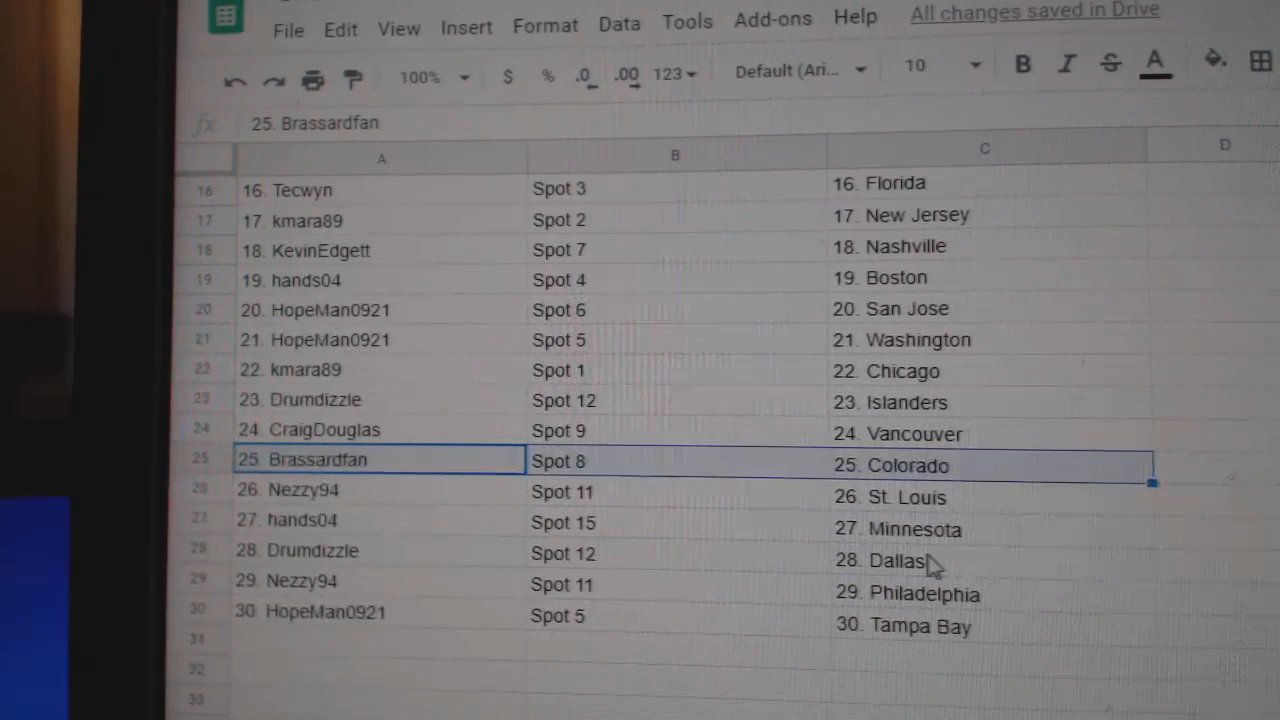 File Edit View Insert Format Data Tools Add-ons Help All changes saved in Drive
100% $ % .0 .00 123 Default (Ari... 10 B I S A
fx 25. Brassardfan
A B C D
16 16. Tecwyn Spot 3 16. Florida
17 17. kmara89 Spot 2 17. New Jersey
18 18. KevinEdgett Spot 7 18. Nashville
19 19. hands04 Spot 4 19. Boston
20 20. HopeMan0921 Spot 6 20. San Jose
21 21. HopeMan0921 Spot 5 21. Washington
22 22. kmara89 Spot 1 22. Chicago
23 23. Drumdizzle Spot 12 23. Islanders
24 24. CraigDouglas Spot 9 24. Vancouver
25 25. Brassardfan Spot 8 25. Colorado
26 26. Nezzy94 Spot 11 26. St. Louis
27 27. hands04 Spot 15 27. Minnesota
28 28. Drumdizzle Spot 12 28. Dallas
29 29. Nezzy94 Spot 11 29. Philadelphia
30 30. HopeMan0921 Spot 5 30. Tampa Bay
31
32
33